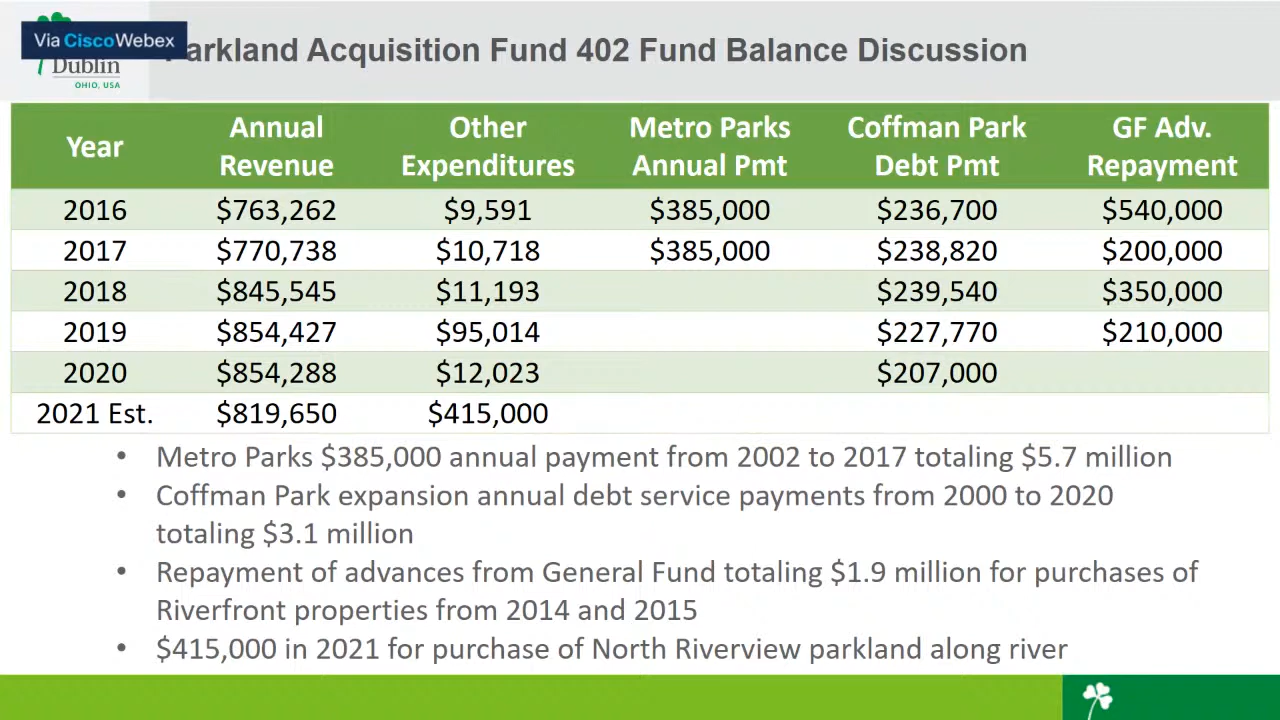 Via Cisco Webex
Dublin
OHIO, USA
arkland Acquisition Fund 402 Fund Balance Discussion
Year Annual Revenue Other Expenditures Metro Parks Annual Pmt Coffman Park Debt Pmt GF Adv. Repayment
2016 $763,262 $9,591 $385,000 $236,700 $540,000
2017 $770,738 $10,718 $385,000 $238,820 $200,000
2018 $845,545 $11,193 $239,540 $350,000
2019 $854,427 $95,014 $227,770 $210,000
2020 $854,288 $12,023 $207,000
2021 Est. $819,650 $415,000
• Metro Parks $385,000 annual payment from 2002 to 2017 totaling $5.7 million
• Coffman Park expansion annual debt service payments from 2000 to 2020
totaling $3.1 million
• Repayment of advances from General Fund totaling $1.9 million for purchases of
Riverfront properties from 2014 and 2015
• $415,000 in 2021 for purchase of North Riverview parkland along river